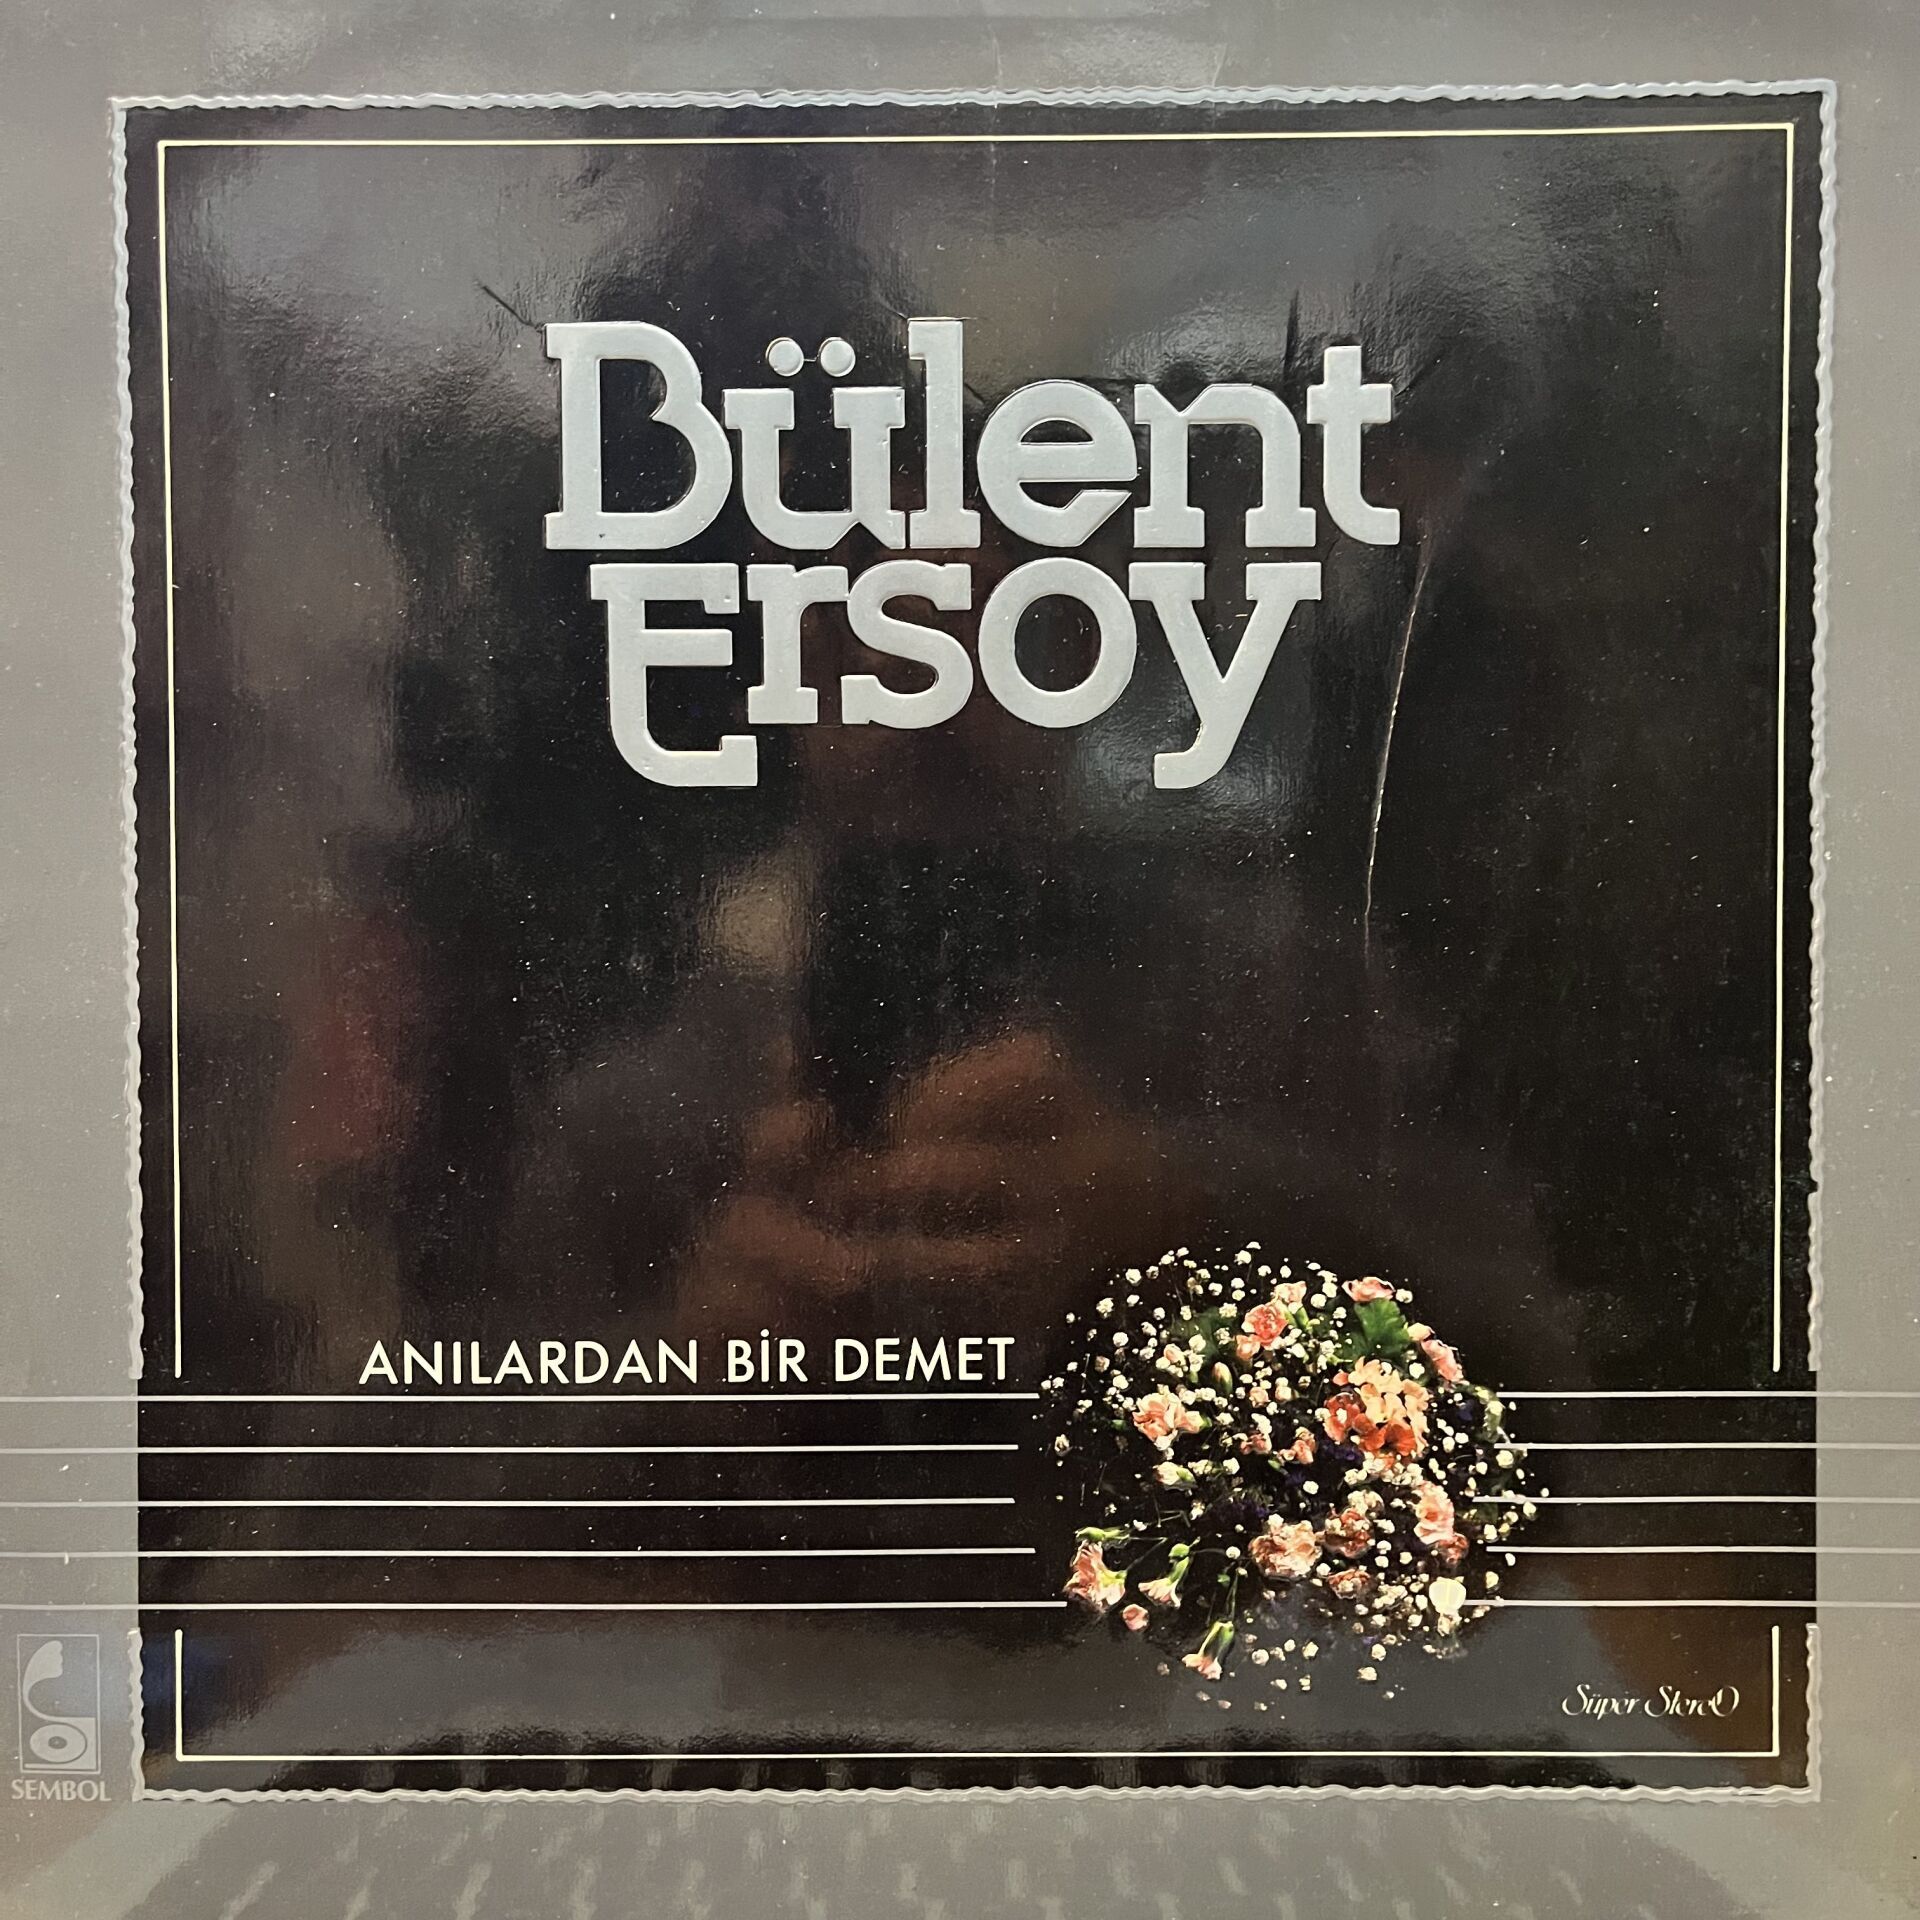 Bülent
Ersoy
ANILARDAN BİR DEMET
Süper Stereo
SEMBOL